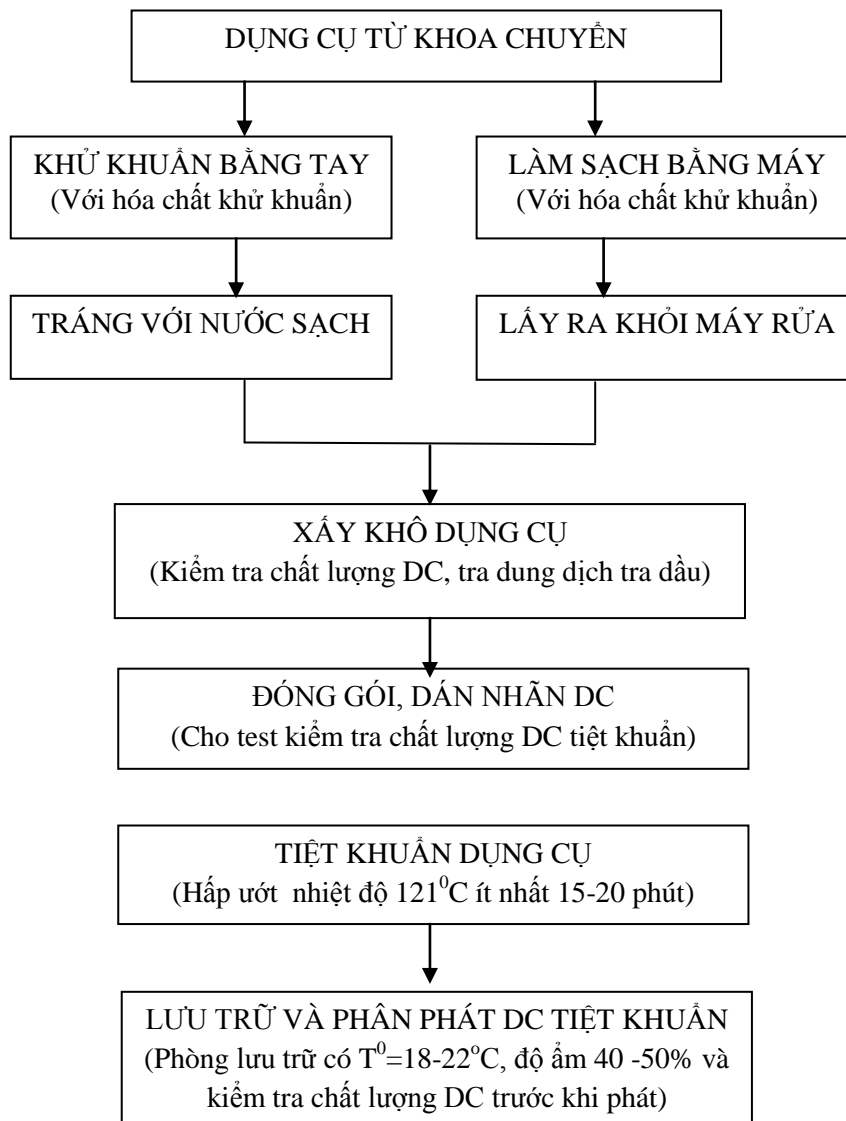 DỤNG CỤ TỪ KHOA CHUYỂN
KHỬ KHUẨN BẰNG TAY
(Với hóa chất khử khuẩn)
LÀM SẠCH BẰNG MÁY
(Với hóa chất khử khuẩn)
TRÁNG VỚI NƯỚC SẠCH
LẤY RA KHỎI MÁY RỬA
XẤY KHÔ DỤNG CỤ
(Kiểm tra chất lượng DC, tra dung dịch tra dầu)
ĐÓNG GÓI, DÁN NHÃN DC
(Cho test kiểm tra chất lượng DC tiệt khuẩn)
TIỆT KHUẨN DỤNG CỤ
(Hấp ướt nhiệt độ 121⁰C ít nhất 15-20 phút)
LƯU TRỮ VÀ PHÂN PHÁT DC TIỆT KHUẨN
(Phòng lưu trữ có T⁰=18-22ᵒC, độ ẩm 40 -50% và
kiểm tra chất lượng DC trước khi phát)